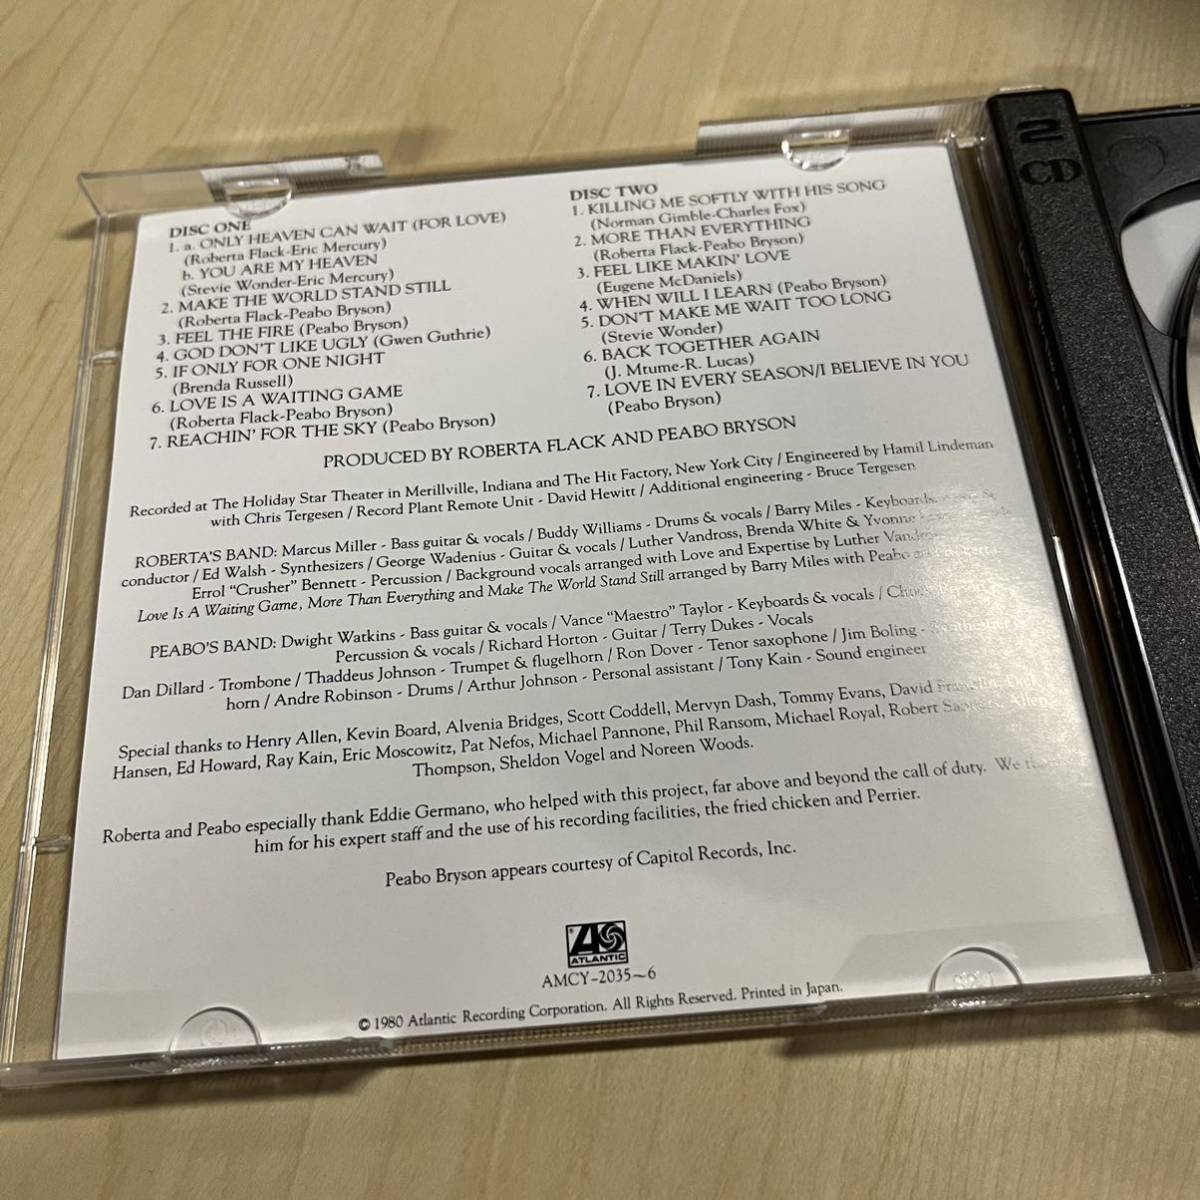 DISC ONE
1. a. ONLY HEAVEN CAN WAIT (FOR LOVE)
(Roberta Flack-Eric Mercury)
b. YOU ARE MY HEAVEN
(Stevie Wonder-Eric Mercury)
2. MAKE THE WORLD STAND STILL
(Roberta Flack-Peabo Bryson)
3. FEEL THE FIRE (Peabo Bryson)
4. GOD DON'T LIKE UGLY (Gwen Guthrie)
5. IF ONLY FOR ONE NIGHT
(Brenda Russell)
6. LOVE IS A WAITING GAME
(Roberta Flack-Peabo Bryson)
7. REACHIN' FOR THE SKY (Peabo Bryson)
DISC TWO
1. KILLING ME SOFTLY WITH HIS SONG
(Norman Gimble-Charles Fox)
2. MORE THAN EVERYTHING
(Roberta Flack-Peabo Bryson)
3. FEEL LIKE MAKIN' LOVE
(Eugene McDaniels)
4. WHEN WILL I LEARN (Peabo Bryson)
5. DON'T MAKE ME WAIT TOO LONG
(Stevie Wonder)
6. BACK TOGETHER AGAIN
(J. Mtume-R. Lucas)
7. LOVE IN EVERY SEASON/I BELIEVE IN YOU
(Peabo Bryson)
PRODUCED BY ROBERTA FLACK AND PEABO BRYSON
Recorded at The Holiday Star Theater in Merillville, Indiana and The Hit Factory, New York City / Engineered by Hamil Lindeman
with Chris Tergesen / Record Plant Remote Unit - David Hewitt / Additional engineering - Bruce Tergesen
ROBERTA'S BAND: Marcus Miller - Bass guitar & vocals / Buddy Williams - Drums & vocals / Barry Miles - Keyboards, &
conductor / Ed Walsh - Synthesizers / George Wadenius - Guitar & vocals / Luther Vandross, Brenda White & Yvonne
Errol "Crusher" Bennett - Percussion / Background vocals arranged with Love and Expertise by Luther
Love Is A Waiting Game, More Than Everything and Make The World Stand Still arranged by Barry Miles with Peabo and
PEABO'S BAND: Dwight Watkins - Bass guitar & vocals / Vance "Maestro" Taylor - Keyboards & vocals /
Percussion & vocals / Richard Horton - Guitar / Terry Dukes - Vocals
Dan Dillard - Trombone / Thaddeus Johnson - Trumpet & flugelhorn / Ron Dover - Tenor saxophone / Jim Boling -
horn / Andre Robinson - Drums / Arthur Johnson - Personal assistant / Tony Kain - Sound engineer
Special thanks to Henry Allen, Kevin Board, Alvenia Bridges, Scott Coddell, Mervyn Dash, Tommy Evans, David
Hansen, Ed Howard, Ray Kain, Eric Moscowitz, Pat Nefos, Michael Pannone, Phil Ransom, Michael Royal, Robert Allen
Thompson, Sheldon Vogel and Noreen Woods.
Roberta and Peabo especially thank Eddie Germano, who helped with this project, far above and beyond the call of duty. We
him for his expert staff and the use of his recording facilities, the fried chicken and Perrier.
Peabo Bryson appears courtesy of Capitol Records, Inc.
ATLANTIC
AMCY-2035~6
© 1980 Atlantic Recording Corporation. All Rights Reserved. Printed in Japan.
2
CD